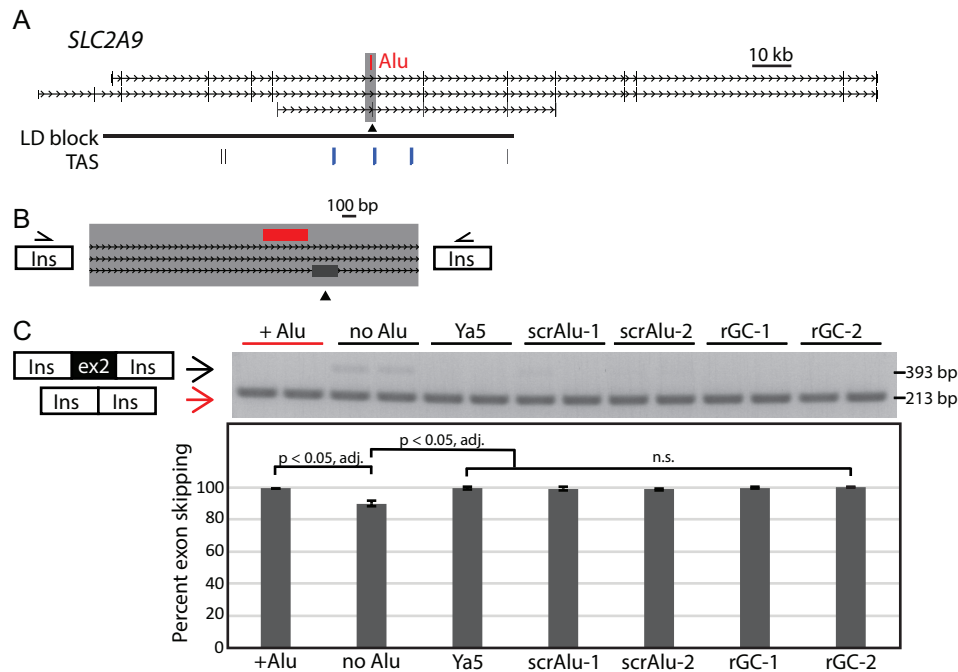 A
SLC2A9
Alu
10 kb
LD block
TAS
B
100 bp
Ins
Ins
C
+ Alu no Alu Ya5 scrAlu-1 scrAlu-2 rGC-1 rGC-2
Ins ex2 Ins
393 bp
Ins Ins
213 bp
p < 0.05, adj.
p < 0.05, adj.
n.s.
Percent exon skipping
100
80
60
40
20
0
+Alu no Alu Ya5 scrAlu-1 scrAlu-2 rGC-1 rGC-2